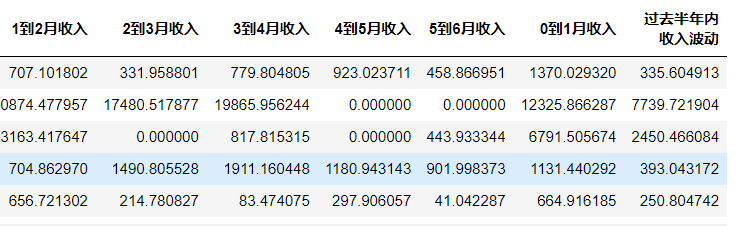 1到2月收入 2到3月收入 3到4月收入 4到5月收入 5到6月收入 0到1月收入 过去半年内
收入波动
707.101802 331.958801 779.804805 923.023711 458.866951 1370.029320 335.604913
0874.477957 17480.517877 19865.956244 0.000000 0.000000 12325.866287 7739.721904
3163.417647 0.000000 817.815315 0.000000 443.933344 6791.505674 2450.466084
704.862970 1490.805528 1911.160448 1180.943143 901.998373 1131.440292 393.043172
656.721302 214.780827 83.474075 297.906057 41.042287 664.916185 250.804742